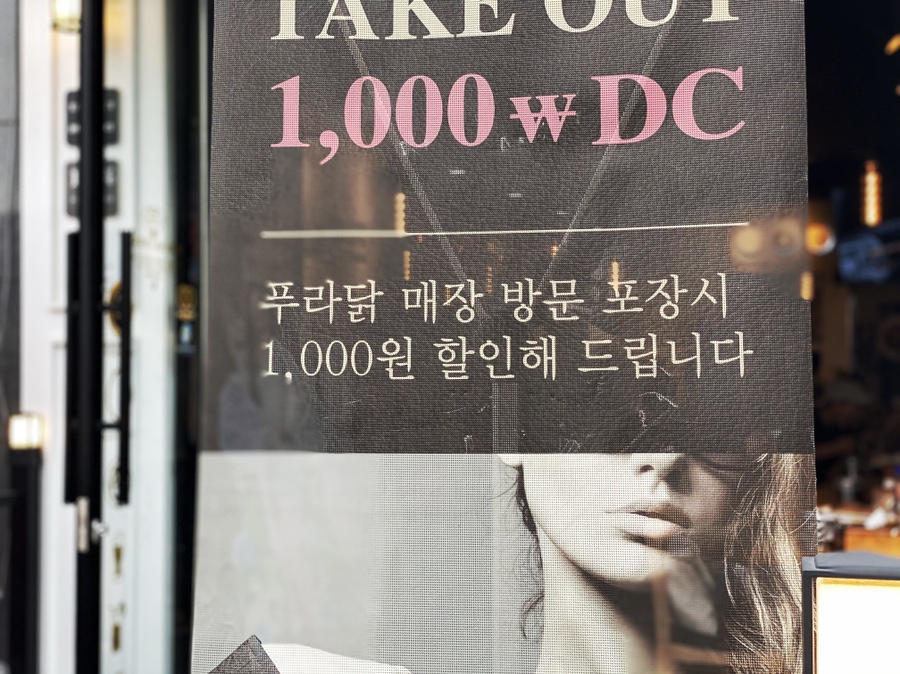 TAKE OUT
1,000 ₩ DC
푸라닭 매장 방문 포장시
1,000원 할인해 드립니다